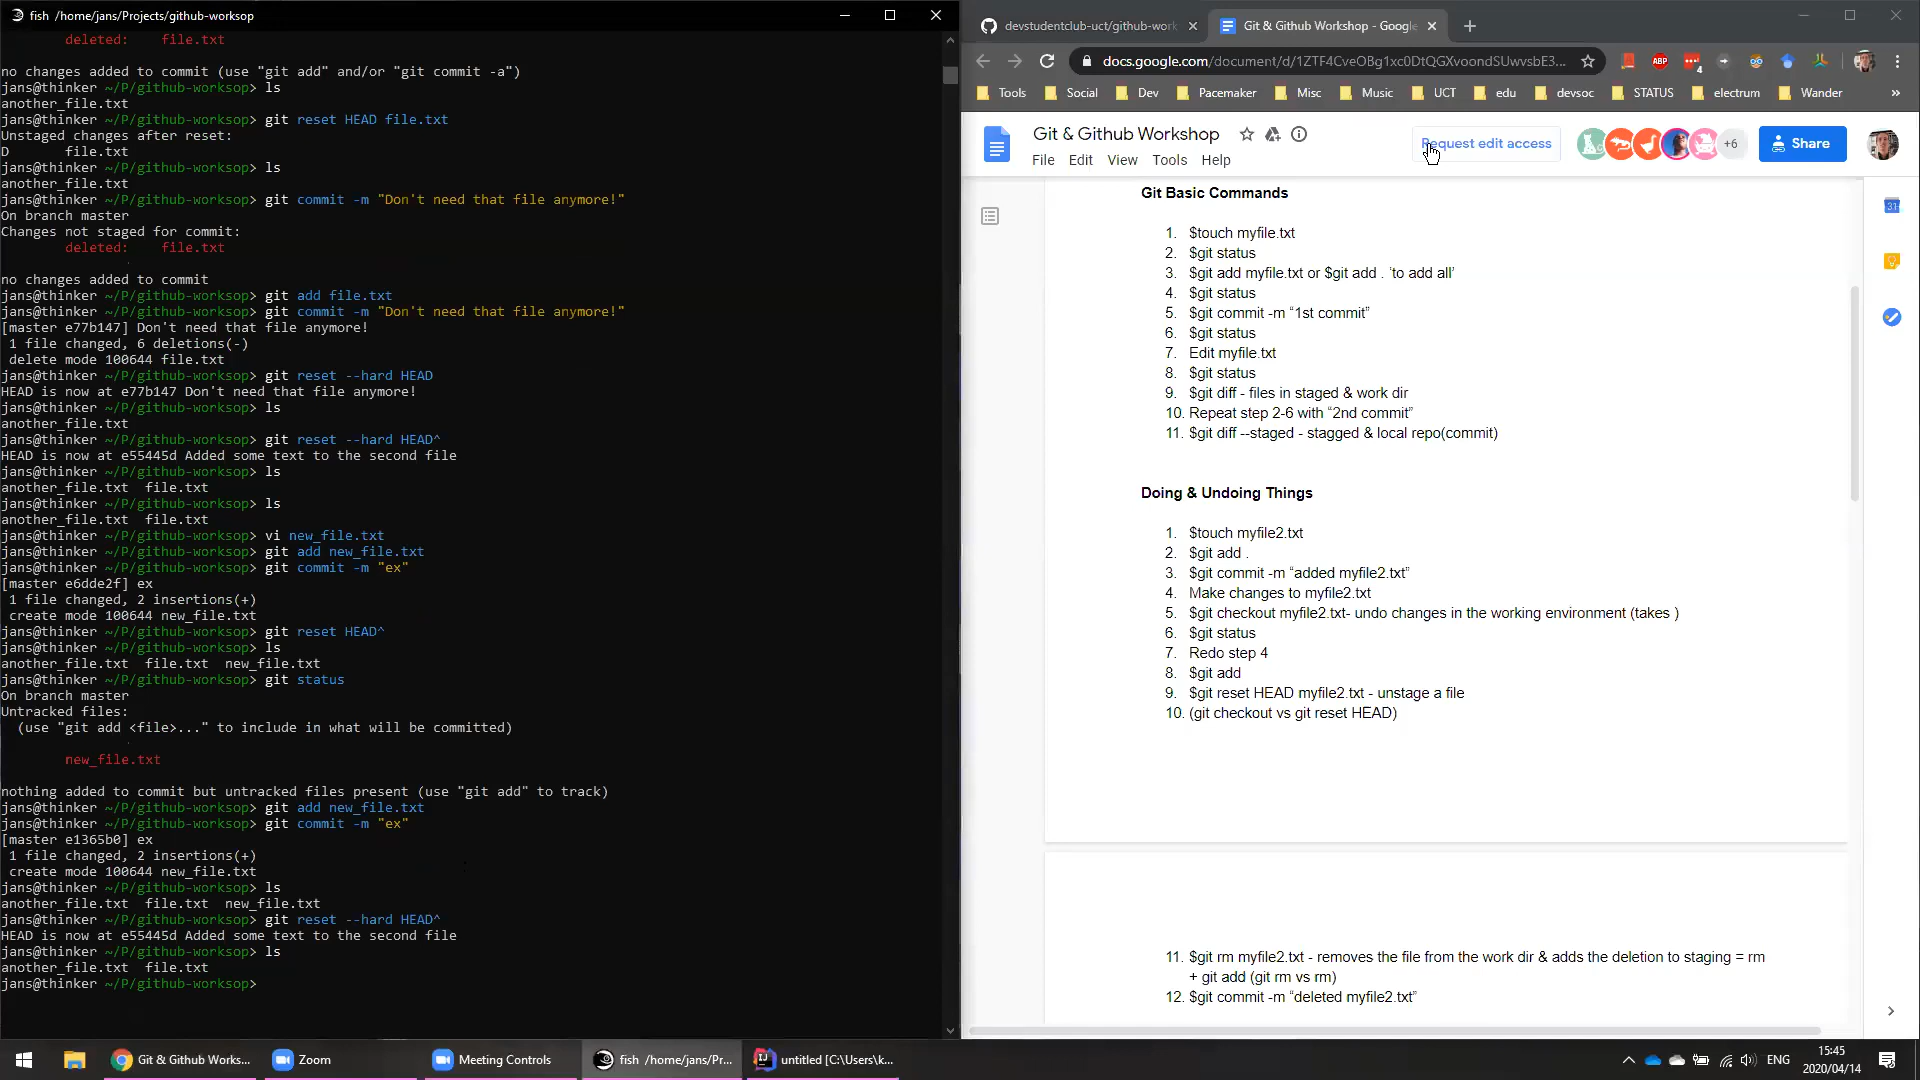 fish /home/jans/Projects/github-worksop
deleted:    file.txt
no changes added to commit (use "git add" and/or "git commit -a")
jans@thinker ~/P/github-worksop> ls
another_file.txt
jans@thinker ~/P/github-worksop> git reset HEAD file.txt
Unstaged changes after reset:
D       file.txt
jans@thinker ~/P/github-worksop> ls
another_file.txt
jans@thinker ~/P/github-worksop> git commit -m "Don't need that file anymore!"
On branch master
Changes not staged for commit:
deleted:    file.txt
no changes added to commit
jans@thinker ~/P/github-worksop> git add file.txt
jans@thinker ~/P/github-worksop> git commit -m "Don't need that file anymore!"
[master e77b147] Don't need that file anymore!
1 file changed, 6 deletions(-)
delete mode 100644 file.txt
jans@thinker ~/P/github-worksop> git reset --hard HEAD
HEAD is now at e77b147 Don't need that file anymore!
jans@thinker ~/P/github-worksop> ls
another_file.txt
jans@thinker ~/P/github-worksop> git reset --hard HEAD^
HEAD is now at e55445d Added some text to the second file
jans@thinker ~/P/github-worksop> ls
another_file.txt  file.txt
jans@thinker ~/P/github-worksop> ls
another_file.txt  file.txt
jans@thinker ~/P/github-worksop> vi new_file.txt
jans@thinker ~/P/github-worksop> git add new_file.txt
jans@thinker ~/P/github-worksop> git commit -m "ex"
[master e6dde2f] ex
1 file changed, 2 insertions(+)
create mode 100644 new_file.txt
jans@thinker ~/P/github-worksop> git reset HEAD^
jans@thinker ~/P/github-worksop> ls
another_file.txt  file.txt  new_file.txt
jans@thinker ~/P/github-worksop> git status
On branch master
Untracked files:
(use "git add <file>..." to include in what will be committed)
new_file.txt
nothing added to commit but untracked files present (use "git add" to track)
jans@thinker ~/P/github-worksop> git add new_file.txt
jans@thinker ~/P/github-worksop> git commit -m "ex"
[master e1365b0] ex
1 file changed, 2 insertions(+)
create mode 100644 new_file.txt
jans@thinker ~/P/github-worksop> ls
another_file.txt  file.txt  new_file.txt
jans@thinker ~/P/github-worksop> git reset --hard HEAD^
HEAD is now at e55445d Added some text to the second file
jans@thinker ~/P/github-worksop> ls
another_file.txt  file.txt
jans@thinker ~/P/github-worksop>
devstudentclub-uct/github-work
Git & Github Workshop - Google
docs.google.com/document/d/1ZTF4CveOBg1xc0DtQGXvoondSUwvsbE3...
ABP
4
Tools Social Dev Pacemaker Misc Music UCT edu devsoc STATUS electrum Wander »
Git & Github Workshop
File Edit View Tools Help
Request edit access
+6
Share
31
Git Basic Commands
1. $touch myfile.txt
2. $git status
3. $git add myfile.txt or $git add . 'to add all'
4. $git status
5. $git commit -m “1st commit”
6. $git status
7. Edit myfile.txt
8. $git status
9. $git diff - files in staged & work dir
10. Repeat step 2-6 with “2nd commit”
11. $git diff --staged - stagged & local repo(commit)
Doing & Undoing Things
1. $touch myfile2.txt
2. $git add .
3. $git commit -m “added myfile2.txt”
4. Make changes to myfile2.txt
5. $git checkout myfile2.txt- undo changes in the working environment (takes )
6. $git status
7. Redo step 4
8. $git add
9. $git reset HEAD myfile2.txt - unstage a file
10. (git checkout vs git reset HEAD)
11. $git rm myfile2.txt - removes the file from the work dir & adds the deletion to staging = rm
+ git add (git rm vs rm)
12. $git commit -m “deleted myfile2.txt”
Git & Github Works...
Zoom
Meeting Controls
fish /home/jans/Pr...
untitled [C:\Users\k...
ENG
15:45
2020/04/14